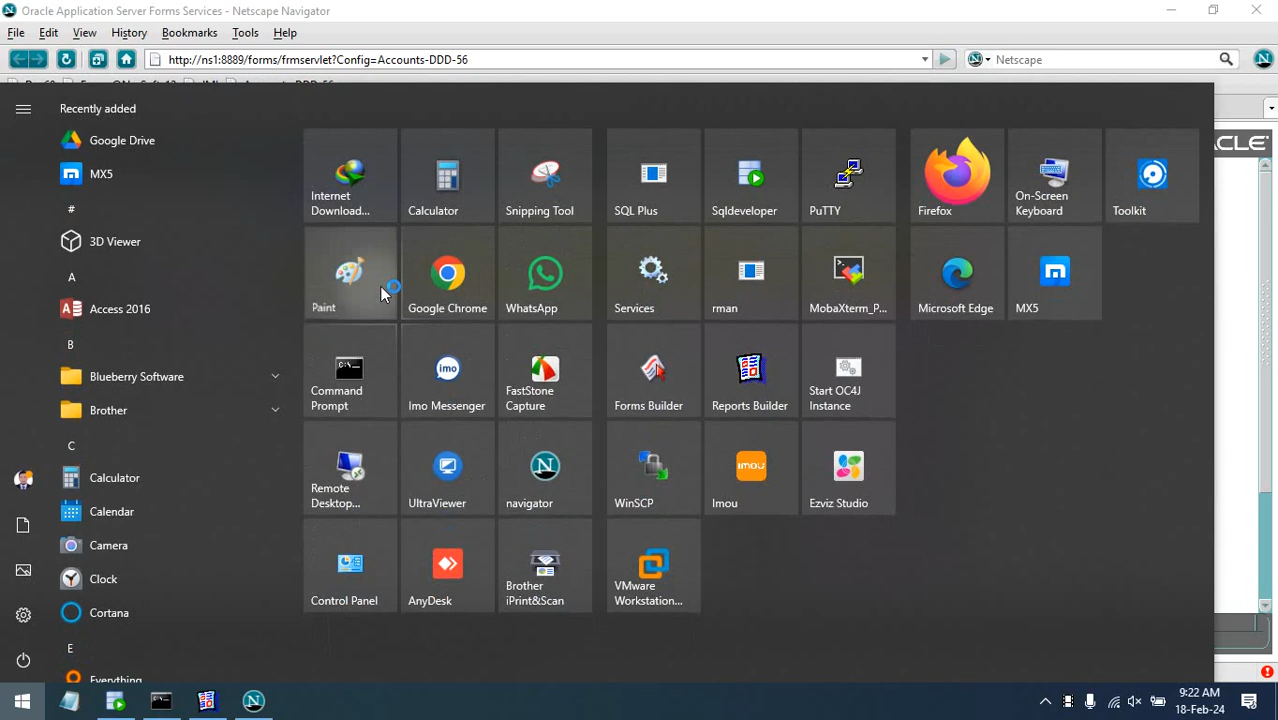 Oracle Application Server Forms Services - Netscape Navigator
File Edit View History Bookmarks Tools Help
http://ns1:8889/forms/frmservlet?Config=Accounts-DDD-56
Netscape
Recently added
Google Drive
MX5
#
3D Viewer
A
Access 2016
B
Blueberry Software
Brother
C
Calculator
Calendar
Camera
Clock
Cortana
E
Everything
Internet
Download...
Calculator
Snipping Tool
SQL Plus
Sqldeveloper
PuTTY
Firefox
On-Screen
Keyboard
Toolkit
Paint
Google Chrome
WhatsApp
Services
rman
MobaXterm_P...
Microsoft Edge
MX5
Command
Prompt
Imo Messenger
FastStone
Capture
Forms Builder
Reports Builder
Start OC4J
Instance
Remote
Desktop...
UltraViewer
navigator
WinSCP
Imou
Ezviz Studio
Control Panel
AnyDesk
Brother
iPrint&Scan
VMware
Workstation...
9:22 AM
18-Feb-24